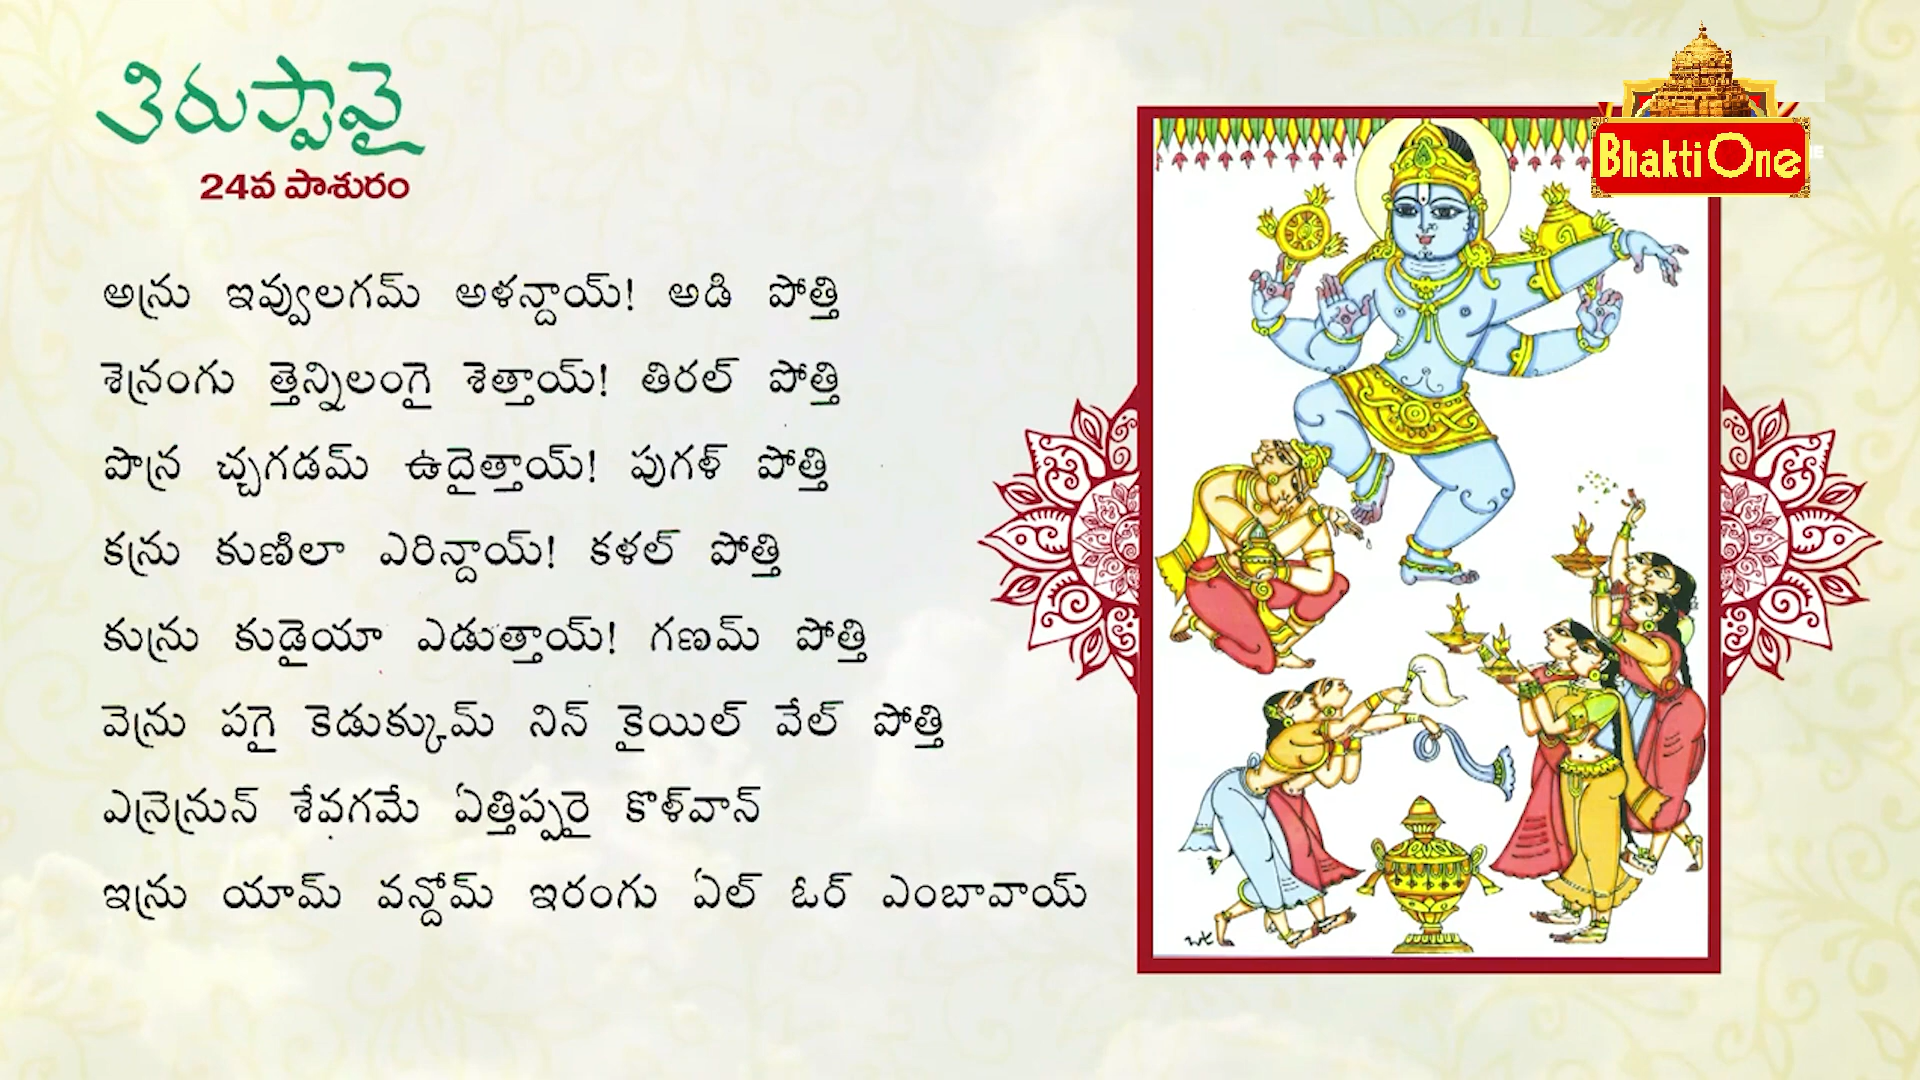 తిరుప్పావై
24వ పాశురం
అన్రు ఇవ్వులగమ్ అళన్దాయ్! అడి పోత్తి
శెన్రంగు త్తెన్నిలంగై శెత్తాయ్! తిరల్ పోత్తి
పొన్ర చ్చగడమ్ ఉదైత్తాయ్! పుగళ్ పోత్తి
కన్రు కుణిలా ఎరిన్దాయ్! కళల్ పోత్తి
కున్రు కుడైయా ఎడుత్తాయ్! గణమ్ పోత్తి
వెన్రు పగై కెడుక్కుమ్ నిన్ కైయిల్ వేల్ పోత్తి
ఎన్రెన్రున్ శేవగమే ఏత్తిప్పరై కొళ్వాన్
ఇన్రు యామ్ వన్దోమ్ ఇరంగు ఏల్ ఓర్ ఎంబావాయ్
Bhakti One